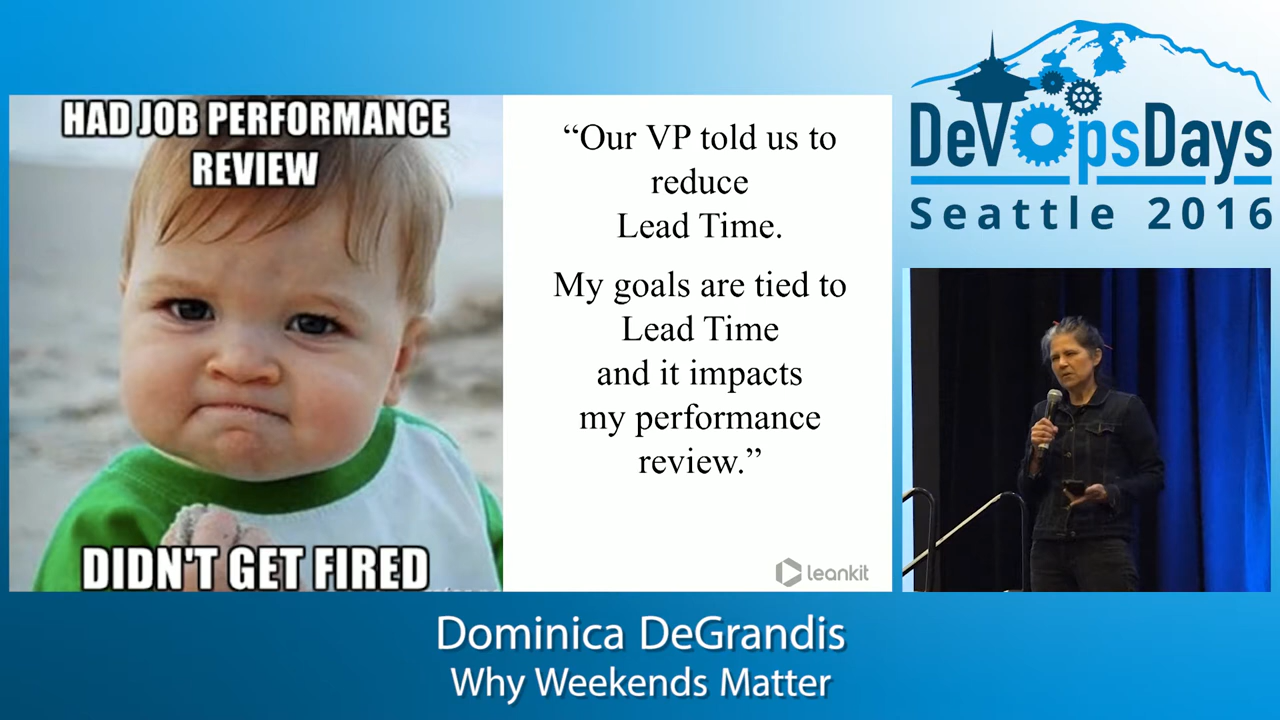 HAD JOB PERFORMANCE
REVIEW
DIDN'T GET FIRED
“Our VP told us to
reduce
Lead Time.
My goals are tied to
Lead Time
and it impacts
my performance
review.”
leankit
DevOpsDays
Seattle 2016
Dominica DeGrandis
Why Weekends Matter